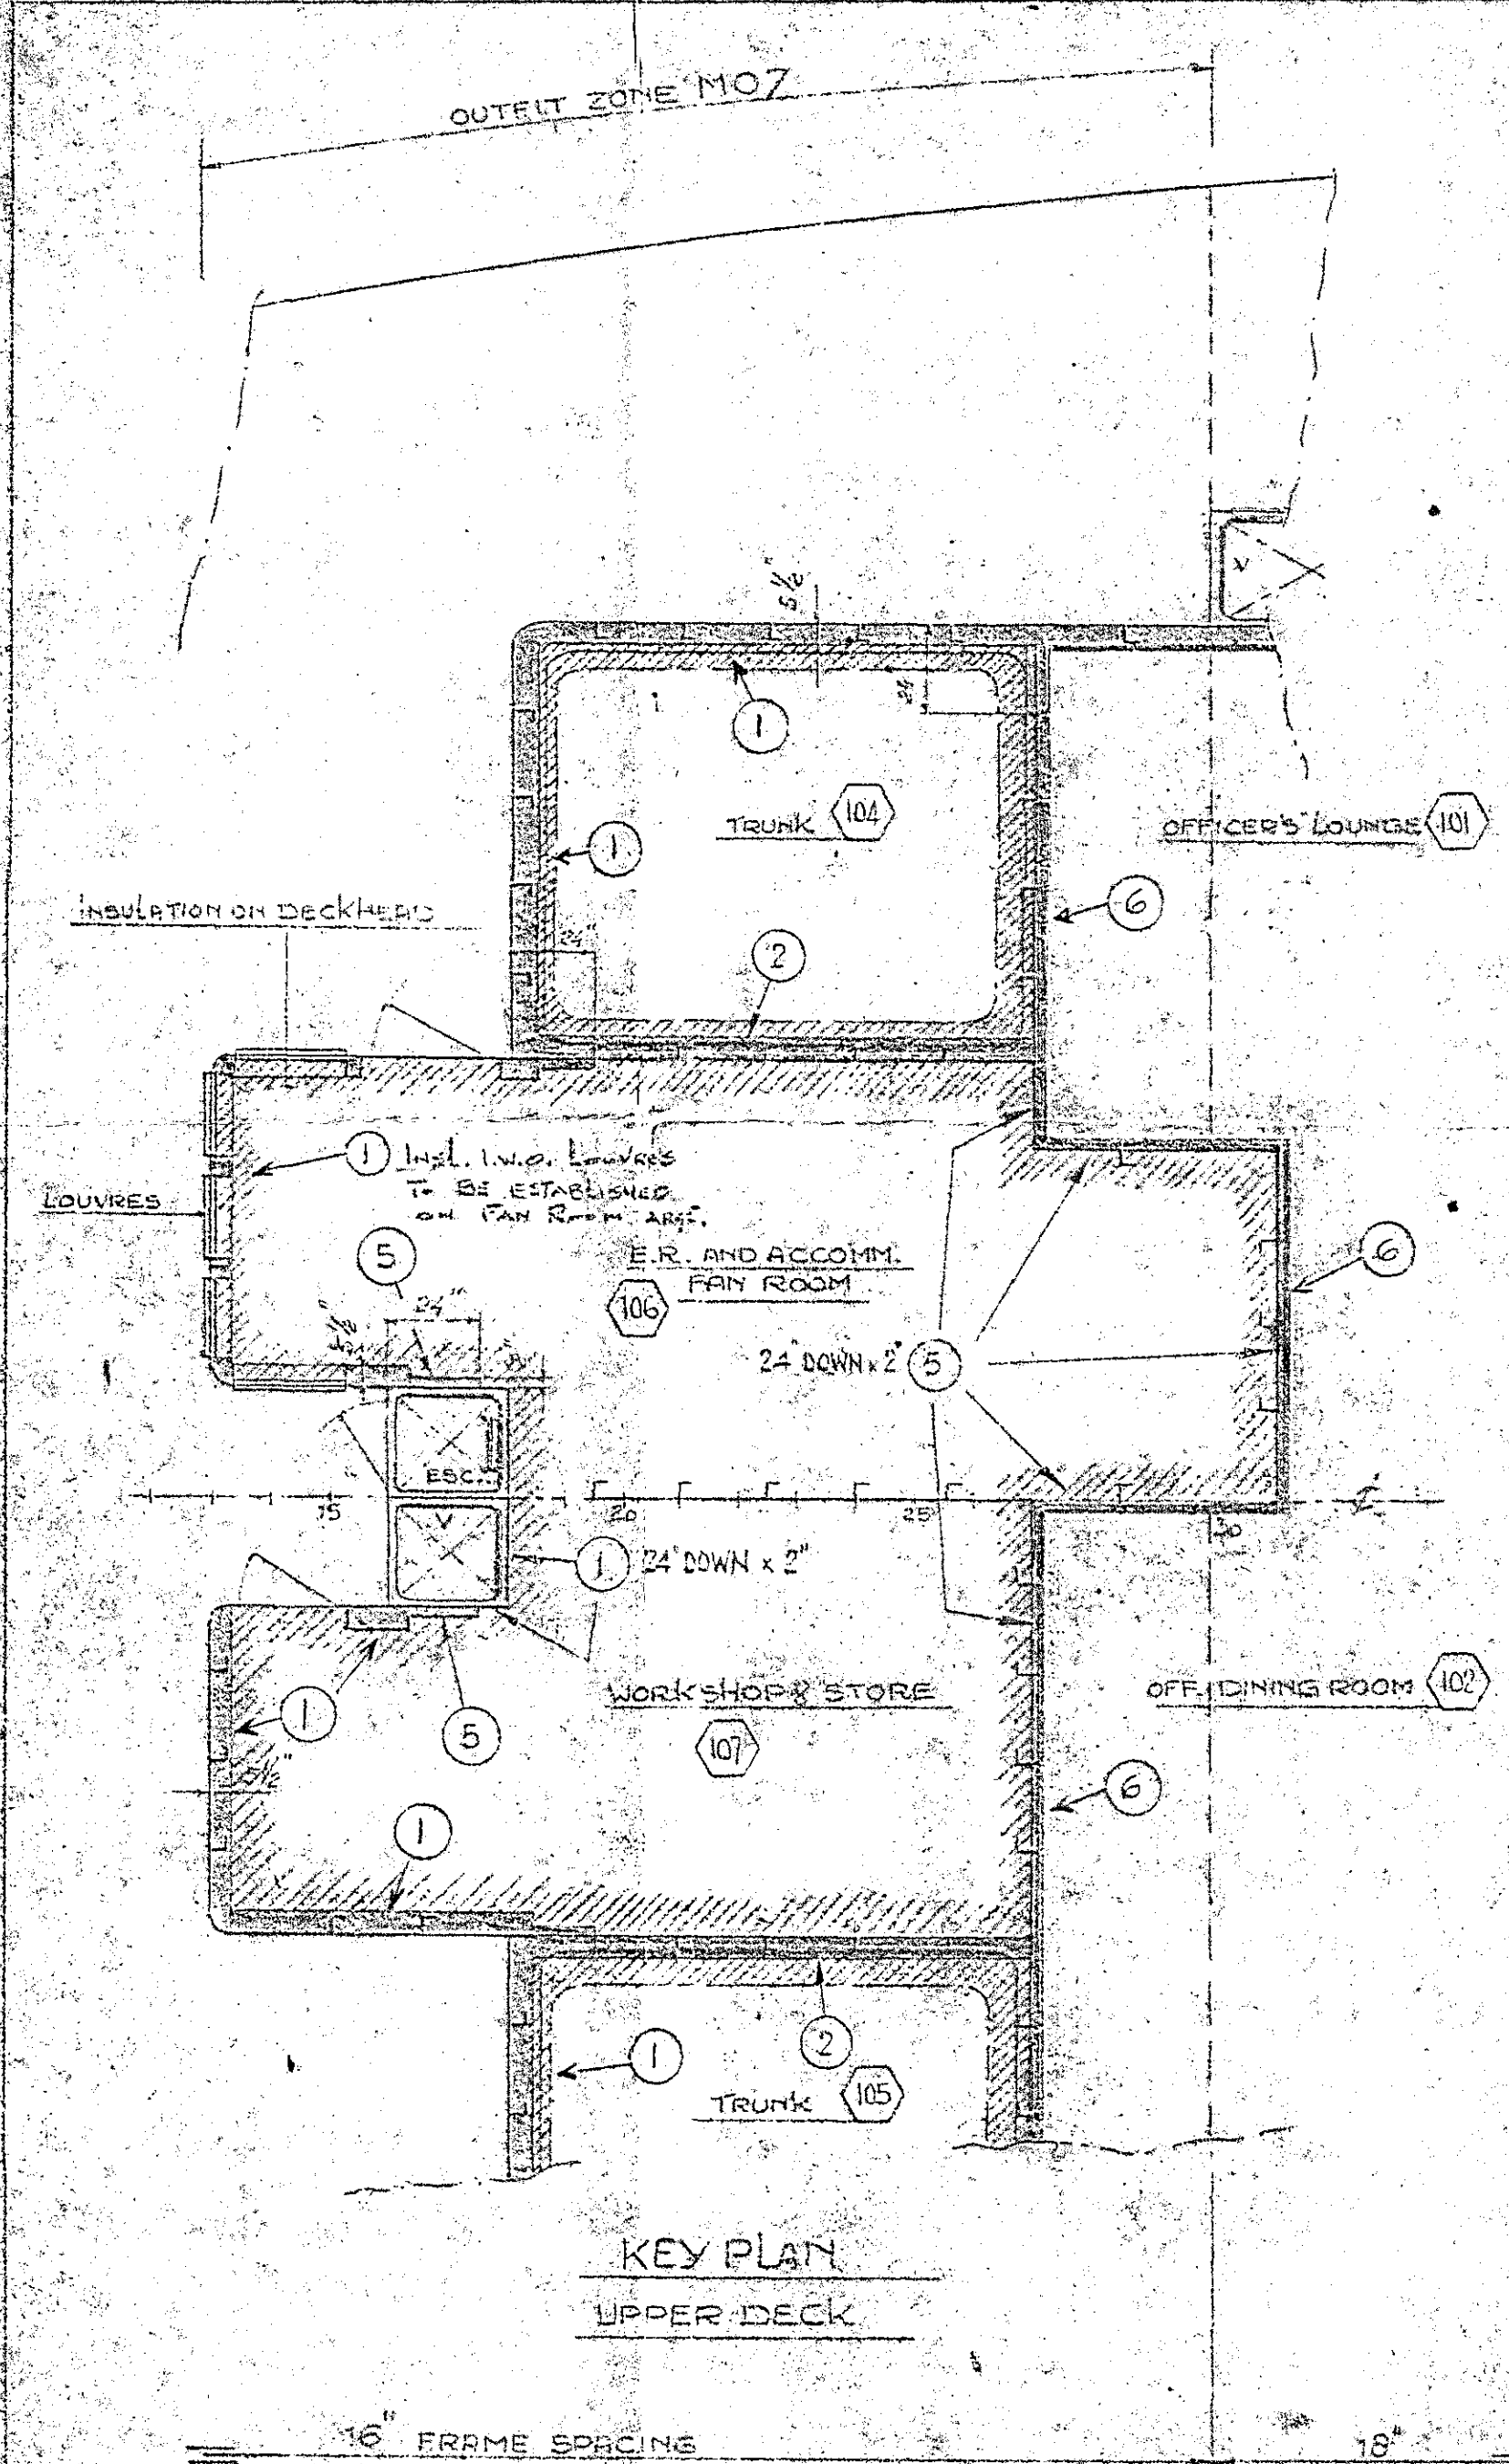 OUTFIT ZONE M07
5½"
1
24"
TRUNK 104
1
OFFICER'S LOUNGE 101
6
INSULATION ON DECKHEAD
24"
2
1 INSL. I.W.O. LOUVRES
TO BE ESTABLISHED
ON FAN ROOM ARGT.
LOUVRES
5
E.R. AND ACCOMM.
FAN ROOM
106
6
24"
24" DOWN x 2" 5
ESC.
15
20
25
30
V
V
1 24" DOWN x 2"
WORKSHOP & STORE
107
OFF. DINING ROOM 102
1
5
5½"
6
1
1
2
TRUNK 105
KEY PLAN
UPPER DECK
16" FRAME SPACING
18"